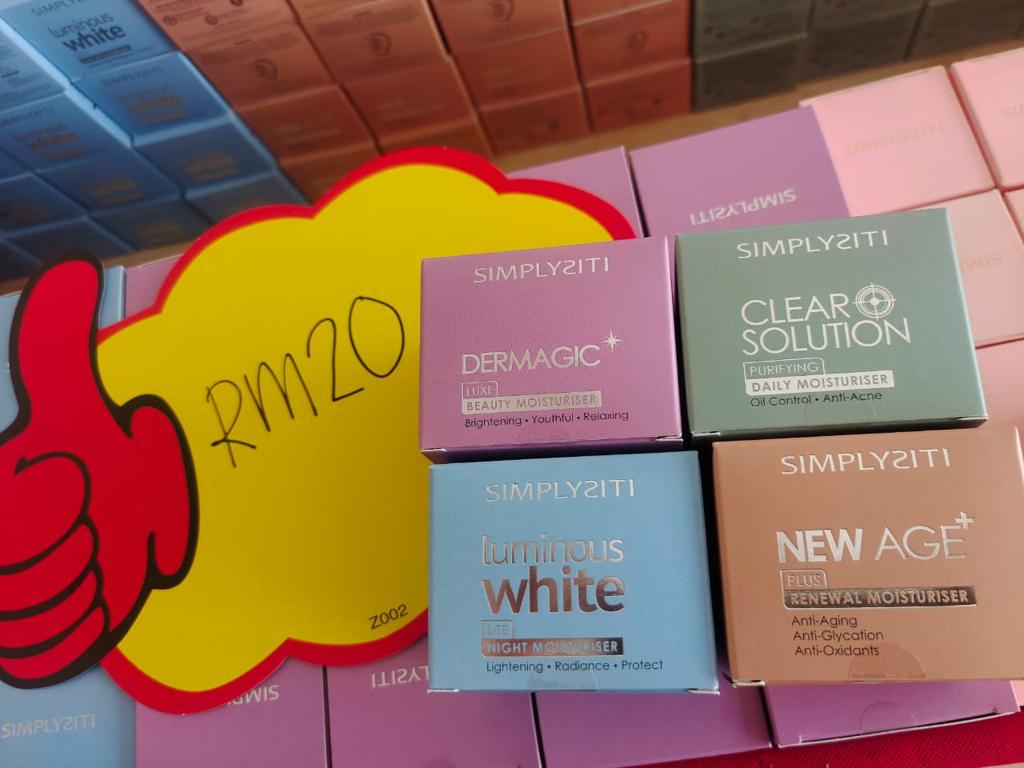 luminous
white
SIMPLYSITI
SIMPLYSITI
RM20
Z002
SIMPLYSITI
DERMAGIC
LUXE
BEAUTY MOISTURISER
Brightening • Youthful • Relaxing
SIMPLYSITI
CLEAR
SOLUTION
PURIFYING
DAILY MOISTURISER
Oil Control • Anti-Acne
SIMPLYSITI
luminous
white
LITE
NIGHT MOISTURISER
Lightening • Radiance • Protect
SIMPLYSITI
NEW AGE+
PLUS
RENEWAL MOISTURISER
Anti-Aging
Anti-Glycation
Anti-Oxidants
SIMPLYSITI
SIMPLYSITI